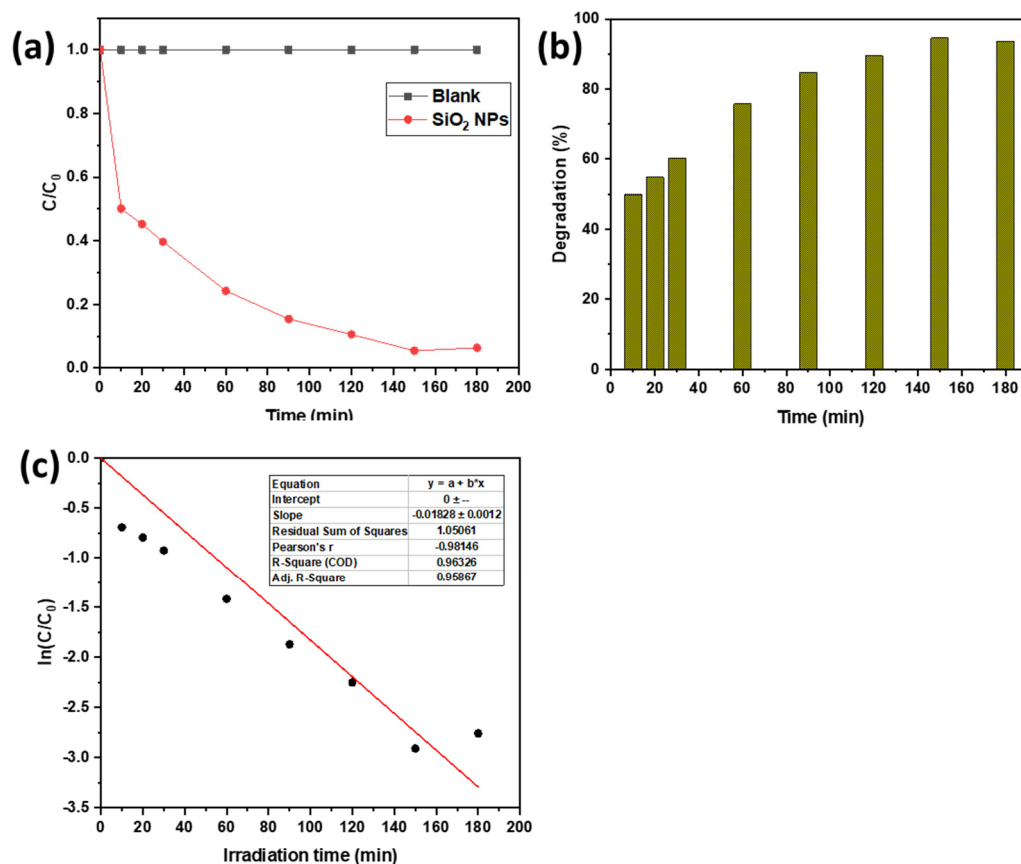 (a)
1.0
0.8
0.6
0.4
0.2
0.0
C/C₀
Blank
SiO₂ NPs
0 20 40 60 80 100 120 140 160 180 200
Time (min)
(b)
100
80
60
40
20
0
Degradation (%)
0 20 40 60 80 100 120 140 160 180
Time (min)
(c)
0.0
-0.5
-1.0
-1.5
-2.0
-2.5
-3.0
-3.5
ln(C/C₀)
Equation y = a + b*x
Intercept 0 ± --
Slope -0.01828 ± 0.0012
Residual Sum of Squares 1.05061
Pearson's r -0.98146
R-Square (COD) 0.96326
Adj. R-Square 0.95867
0 20 40 60 80 100 120 140 160 180 200
Irradiation time (min)